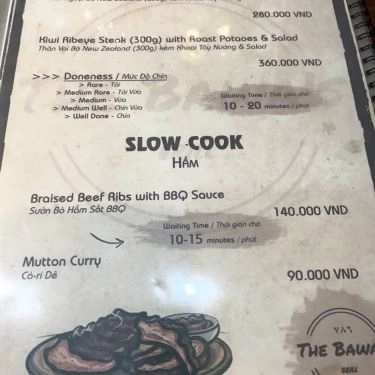 280.000 VND
Kiwi Ribeye Steak (300g) with Roast Potatoes & Salad
Thăn Vai Bò New Zealand (300g) kèm Khoai Tây Nướng & Salad
360.000 VND
>>> Doneness / Mức Độ Chín
> Rare - Tái
> Medium Rare - Tái Vừa
> Medium - Vừa
> Medium Well - Chín Vừa
> Well Done - Chín
Waiting Time / Thời gian chờ
10 - 20 minutes / phút
SLOW COOK
HẦM
Braised Beef Ribs with BBQ Sauce
Sườn Bò Hầm Sốt BBQ
140.000 VND
Waiting Time / Thời gian chờ
10-15 minutes / phút
Mutton Curry
Cà-ri Dê
90.000 VND
٧٨٦
THE BAWA
GRILL